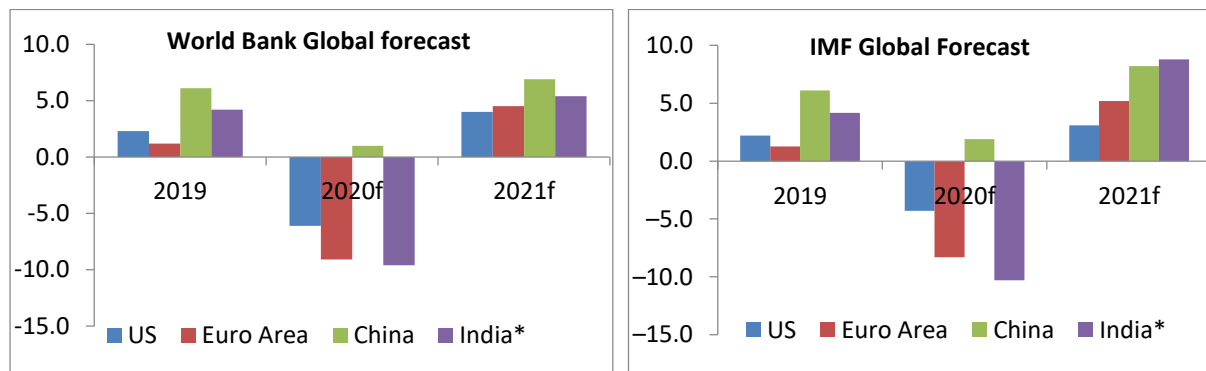 World Bank Global forecast
10.0
5.0
0.0
-5.0
-10.0
-15.0
2019 2020f 2021f
US Euro Area China India*
IMF Global Forecast
10.0
5.0
0.0
–5.0
–10.0
–15.0
2019 2020f 2021f
US Euro Area China India*